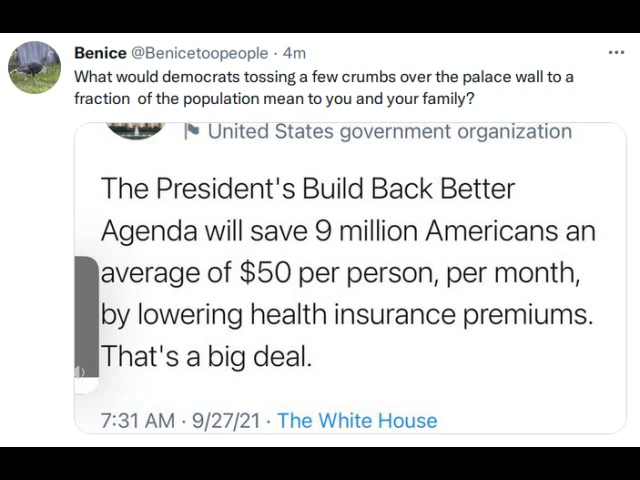 Benice @Benicetoopeople · 4m
What would democrats tossing a few crumbs over the palace wall to a
fraction of the population mean to you and your family?
United States government organization
The President's Build Back Better
Agenda will save 9 million Americans an
average of $50 per person, per month,
by lowering health insurance premiums.
That's a big deal.
7:31 AM · 9/27/21 · The White House